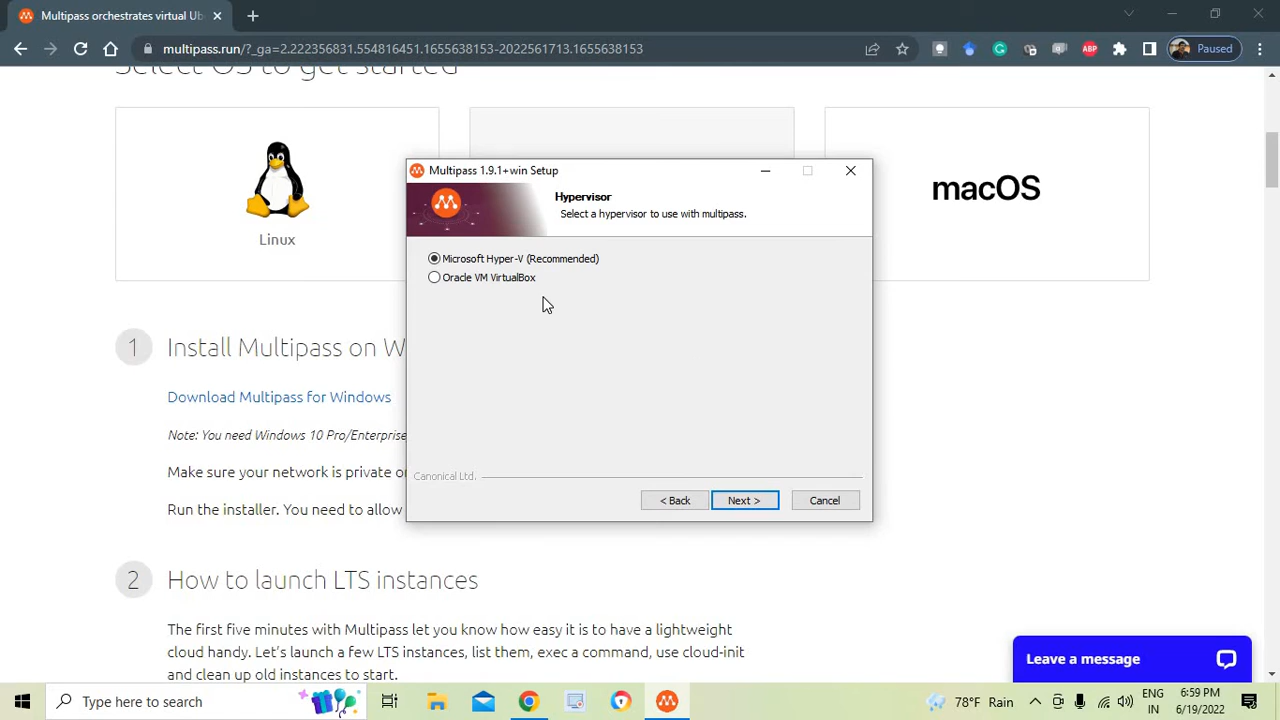 Multipass orchestrates virtual Ub
multipass.run/?_ga=2.222356831.554816451.1655638153-2022561713.1655638153
ABP
Paused
Select OS to get started
Linux
macOS
Multipass 1.9.1+win Setup
Hypervisor
Select a hypervisor to use with multipass.
Microsoft Hyper-V (Recommended)
Oracle VM VirtualBox
Canonical Ltd.
< Back
Next >
Cancel
1
Install Multipass on W
Download Multipass for Windows
Note: You need Windows 10 Pro/Enterprise
Make sure your network is private o
Run the installer. You need to allow
2
How to launch LTS instances
The first five minutes with Multipass let you know how easy it is to have a lightweight
cloud handy. Let's launch a few LTS instances, list them, exec a command, use cloud-init
and clean up old instances to start.
Leave a message
Type here to search
78°F Rain
ENG
IN
6:59 PM
6/19/2022